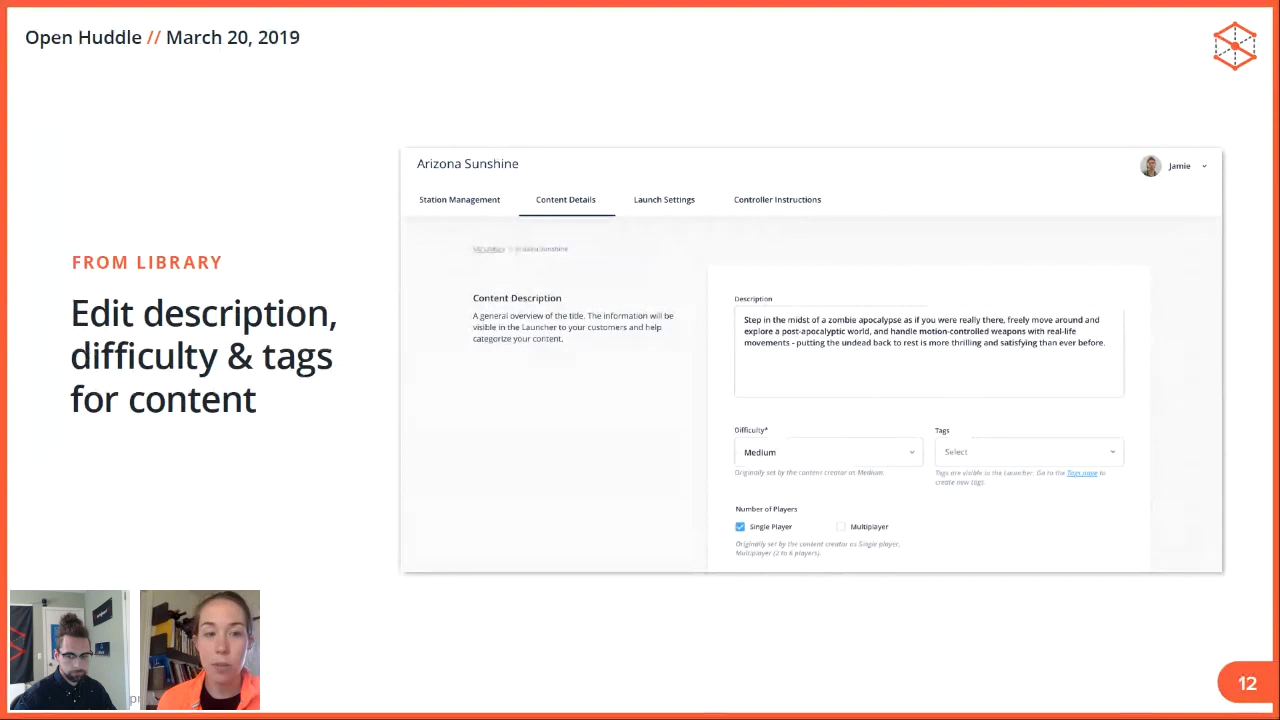 Open Huddle // March 20, 2019
Arizona Sunshine
Jamie
Station Management
Content Details
Launch Settings
Controller Instructions
Arizona Sunshine
FROM LIBRARY
Edit description,
difficulty & tags
for content
Content Description
A general overview of the title. The information will be
visible in the Launcher to your customers and help
categorize your content.
Description
Step in the midst of a zombie apocalypse as if you were really there, freely move around and
explore a post-apocalyptic world, and handle motion-controlled weapons with real-life
movements - putting the undead back to rest is more thrilling and satisfying than ever before.
Difficulty*
Medium
Originally set by the content creator as Medium.
Tags
Select
Tags are visible in the Launcher. Go to the Tags page to
create new tags.
Number of Players
Single Player
Multiplayer
Originally set by the content creator as Single player,
Multiplayer (2 to 6 players).
12